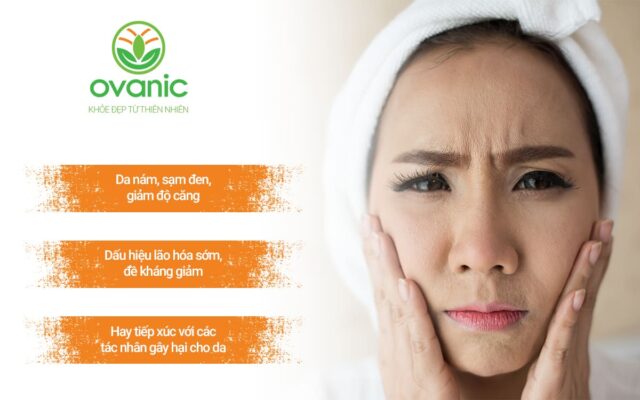 ovanic
KHỎE ĐẸP TỪ THIÊN NHIÊN
Da nám, sạm đen,
giảm độ căng
Dấu hiệu lão hóa sớm,
đề kháng giảm
Hay tiếp xúc với các
tác nhân gây hại cho da